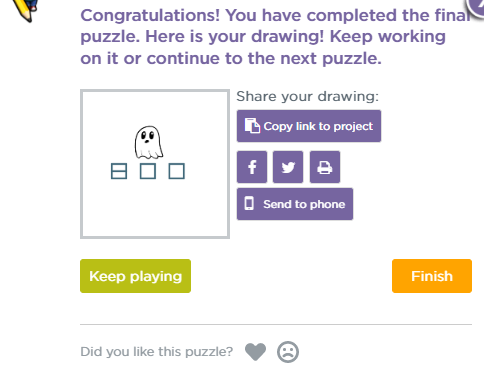 Congratulations! You have completed the final
puzzle. Here is your drawing! Keep working
on it or continue to the next puzzle.
Share your drawing:
Copy link to project
Send to phone
Keep playing
Finish
Did you like this puzzle?